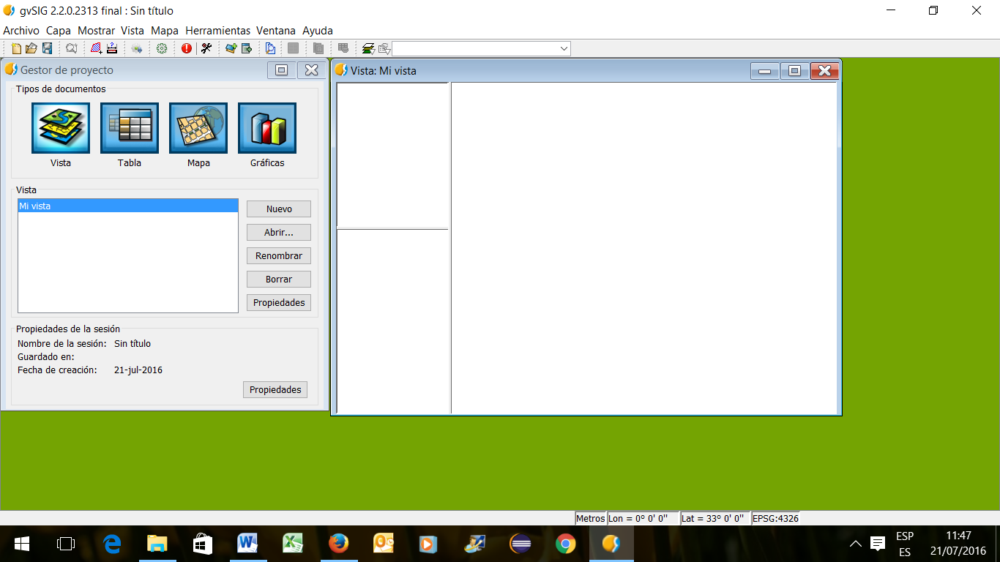 gvSIG 2.2.0.2313 final : Sin título
Archivo Capa Mostrar Vista Mapa Herramientas Ventana Ayuda
Gestor de proyecto
Tipos de documentos
Vista Tabla Mapa Gráficas
Vista
Mi vista
Nuevo
Abrir...
Renombrar
Borrar
Propiedades
Propiedades de la sesión
Nombre de la sesión: Sin título
Guardado en:
Fecha de creación: 21-jul-2016
Propiedades
Vista: Mi vista
Metros Lon = 0° 0' 0'' Lat = 33° 0' 0'' EPSG:4326
ESP
ES
11:47
21/07/2016